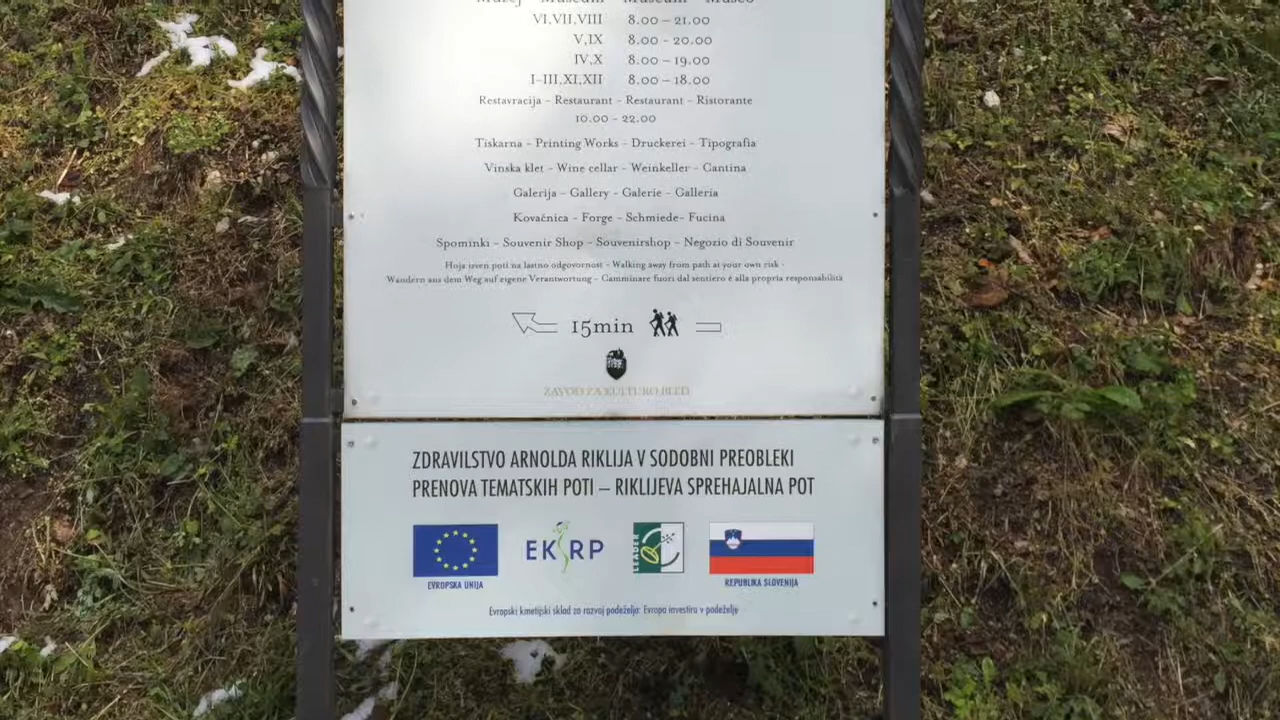 Muzej - Museum - Museum - Museo
VI,VII,VIII 8.00 – 21.00
V,IX 8.00 - 20.00
IV,X 8.00 – 19.00
I-III,XI,XII 8.00 – 18.00
Restavracija - Restaurant - Restaurant - Ristorante
10.00 - 22.00
Tiskarna - Printing Works - Druckerei - Tipografia
Vinska klet - Wine cellar - Weinkeller - Cantina
Galerija - Gallery - Galerie - Galleria
Kovačnica - Forge - Schmiede- Fucina
Spominki - Souvenir Shop - Souvenirshop - Negozio di Souvenir
Hoja izven poti na lastno odgovornost - Walking away from path at your own risk -
Wandern aus dem Weg auf eigene Verantwortung - Camminare fuori dal sentiero é alla propria responsabilitá
15min
ZAVOD ZA KULTURO BLED
ZDRAVILSTVO ARNOLDA RIKLIJA V SODOBNI PREOBLEKI
PRENOVA TEMATSKIH POTI – RIKLIJEVA SPREHAJALNA POT
EKSRP
LEADER
EVROPSKA UNIJA
REPUBLIKA SLOVENIJA
Evropski kmetijski sklad za razvoj podeželja: Evropa investira v podeželje